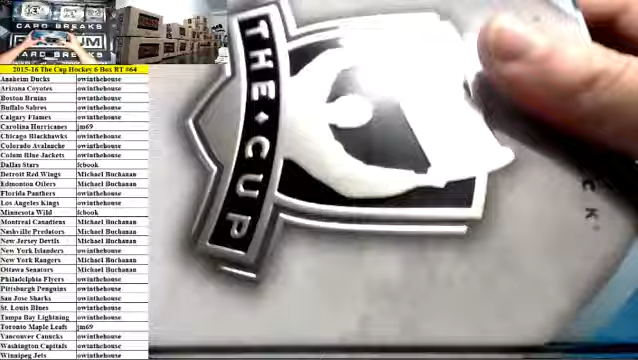 CARD BREAKS
CARD BREAKS
2015-16 The Cup Hockey 6 Box RT #64
Anaheim Ducks owinthehouse
Arizona Coyotes owinthehouse
Boston Bruins owinthehouse
Buffalo Sabres owinthehouse
Calgary Flames owinthehouse
Carolina Hurricanes jm69
Chicago Blackhawks owinthehouse
Colorado Avalanche owinthehouse
Colum Blue Jackets owinthehouse
Dallas Stars fcbook
Detroit Red Wings Michael Buchanan
Edmonton Oilers Michael Buchanan
Florida Panthers owinthehouse
Los Angeles Kings owinthehouse
Minnesota Wild fcbook
Montreal Canadiens Michael Buchanan
Nashville Predators Michael Buchanan
New Jersey Devils Michael Buchanan
New York Islanders owinthehouse
New York Rangers Michael Buchanan
Ottawa Senators Michael Buchanan
Philadelphia Flyers owinthehouse
Pittsburg Penguins owinthehouse
San Jose Sharks owinthehouse
St. Louis Blues owinthehouse
Tampa Bay Lightning owinthehouse
Toronto Maple Leafs jm69
Vancouver Canucks owinthehouse
Washington Capitals owinthehouse
Winnipeg Jets owinthehouse
THE • CUP